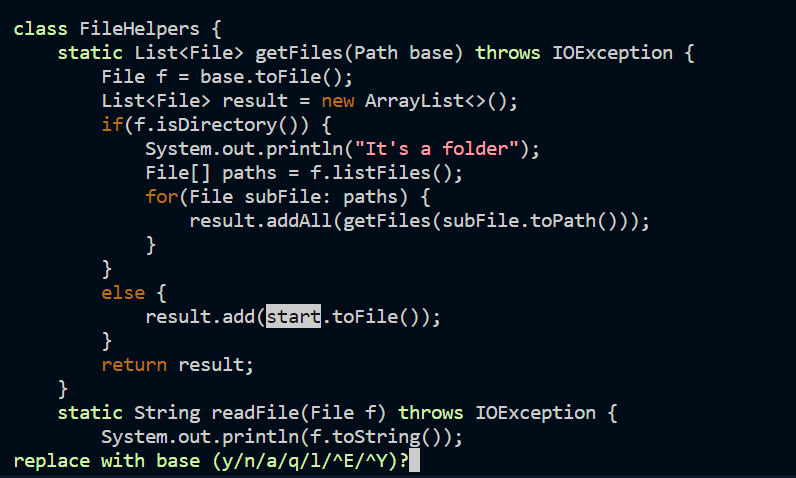 class FileHelpers {
    static List<File> getFiles(Path base) throws IOException {
        File f = base.toFile();
        List<File> result = new ArrayList<>();
        if(f.isDirectory()) {
            System.out.println("It's a folder");
            File[] paths = f.listFiles();
            for(File subFile: paths) {
                result.addAll(getFiles(subFile.toPath()));
            }
        }
        else {
            result.add(start.toFile());
        }
        return result;
    }
    static String readFile(File f) throws IOException {
        System.out.println(f.toString());
replace with base (y/n/a/q/l/^E/^Y)?